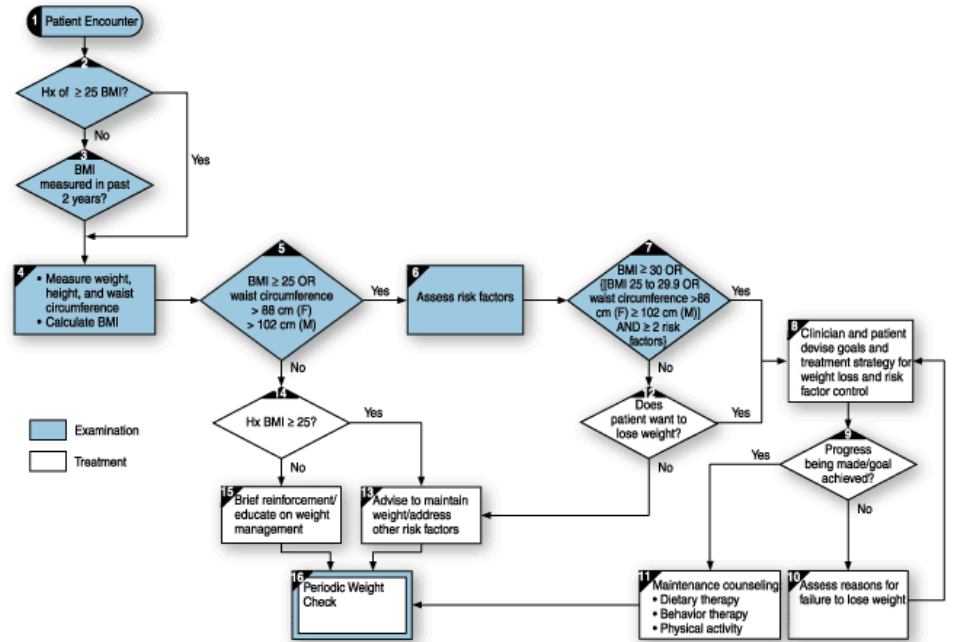 1 Patient Encounter
2
Hx of ≥ 25 BMI?
No
Yes
3
BMI
measured in past
2 years?
4
• Measure weight,
height, and waist
circumference
• Calculate BMI
5
BMI ≥ 25 OR
waist circumference
> 88 cm (F)
> 102 cm (M)
Yes
No
6
Assess risk factors
7
BMI ≥ 30 OR
{[BMI 25 to 29.9 OR
waist circumference >88
cm (F) ≥ 102 cm (M)]
AND ≥ 2 risk
factors}
Yes
No
8
Clinician and patient
devise goals and
treatment strategy for
weight loss and risk
factor control
9
Progress
being made/goal
achieved?
Yes
No
12
Does
patient want to
lose weight?
Yes
No
14
Hx BMI ≥ 25?
Yes
No
Examination
Treatment
15
Brief reinforcement/
educate on weight
management
13
Advise to maintain
weight/address
other risk factors
16
Periodic Weight
Check
11
Maintenance counseling:
• Dietary therapy
• Behavior therapy
• Physical activity
10
Assess reasons for
failure to lose weight